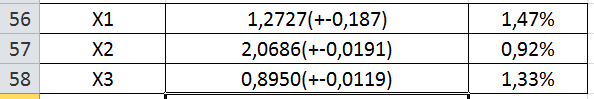 56 X1 1,2727(+-0,187) 1,47%
57 X2 2,0686(+-0,0191) 0,92%
58 X3 0,8950(+-0,0119) 1,33%